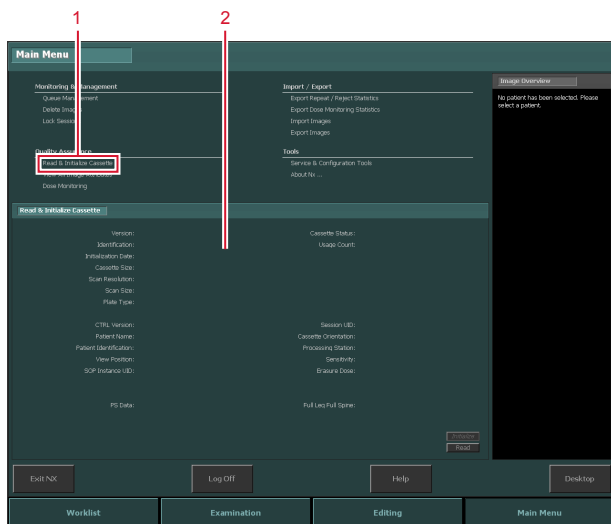 1 2
Main Menu
Monitoring & Management
Queue Management
Delete Images
Lock Session
Import / Export
Export Repeat / Reject Statistics
Export Dose Monitoring Statistics
Import Images
Export Images
Quality Assurance
Read & Initialize Cassette
View All Image Attributes
Dose Monitoring
Tools
Service & Configuration Tools
About Nx ...
Image Overview
No patient has been selected. Please
select a patient.
Read & Initialize Cassette
Version:
Identification:
Initialization Date:
Cassette Size:
Scan Resolution:
Scan Size:
Plate Type:
Cassette Status:
Usage Count:
CTRL Version:
Patient Name:
Patient Identification:
View Position:
SOP Instance UID:
Session UID:
Cassette Orientation:
Processing Station:
Sensitivity:
Erasure Dose:
PS Data:
Full Leg Full Spine:
Initialize
Read
Exit NX
Log Off
Help
Desktop
Worklist
Examination
Editing
Main Menu